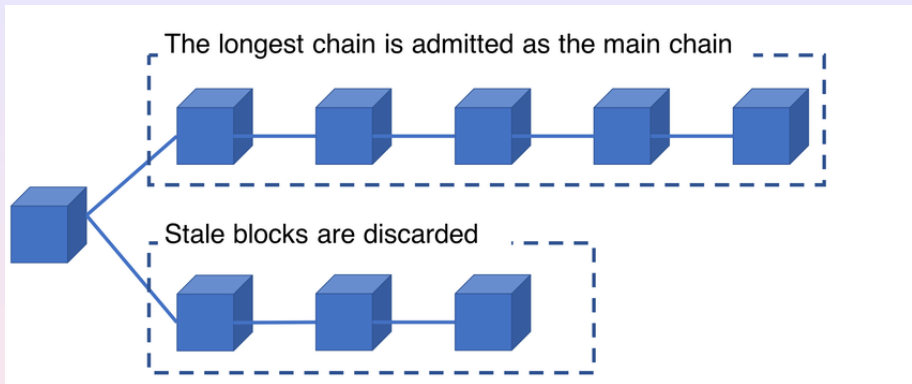 The longest chain is admitted as the main chain
Stale blocks are discarded